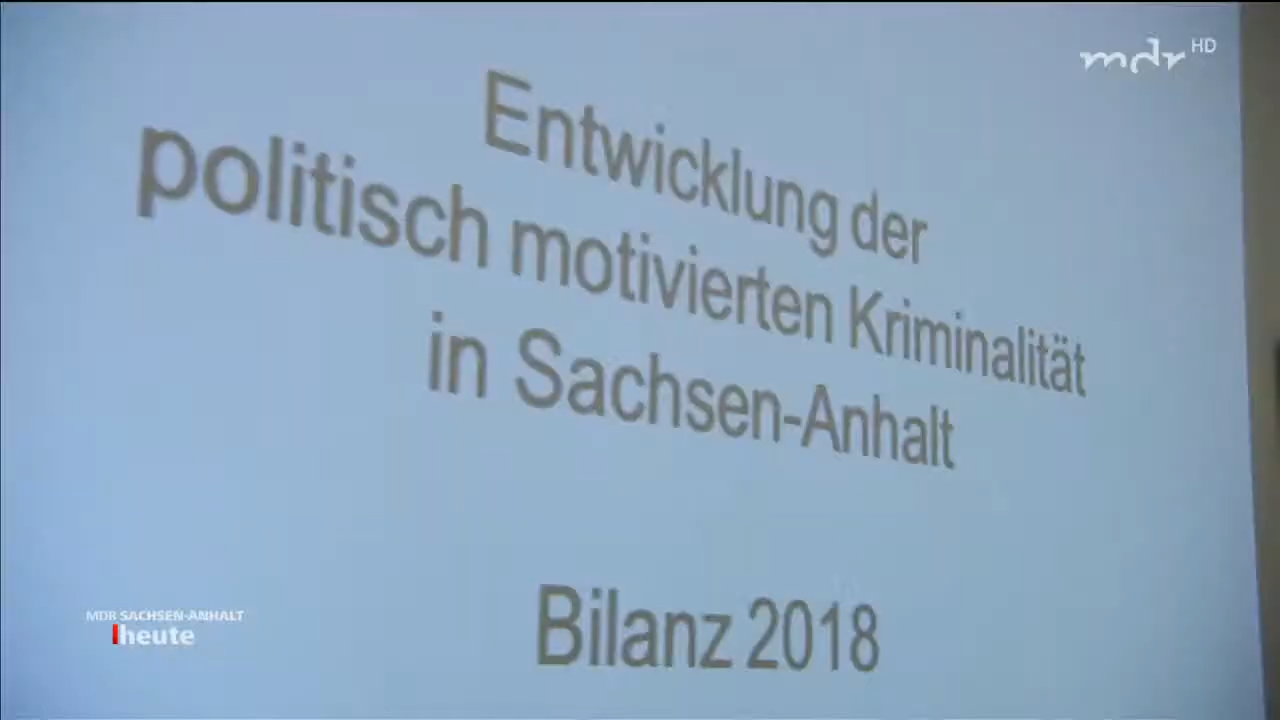 mdr HD
Entwicklung der
politisch motivierten Kriminalität
in Sachsen-Anhalt
Bilanz 2018
MDR SACHSEN-ANHALT
heute